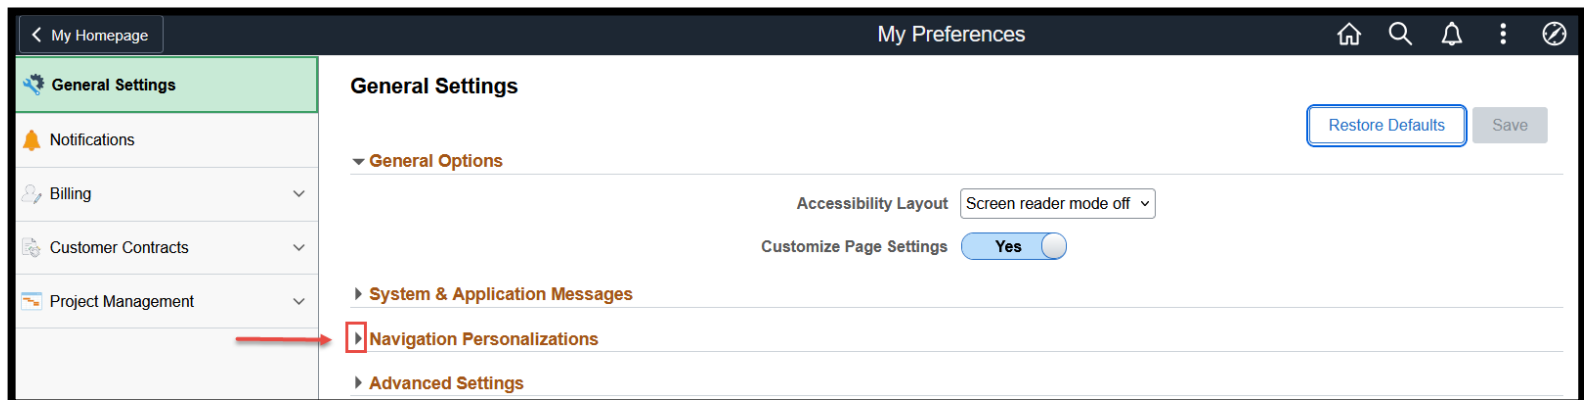 My Homepage
My Preferences
General Settings
Notifications
Billing
Customer Contracts
Project Management
General Settings
Restore Defaults
Save
General Options
Accessibility Layout
Screen reader mode off
Customize Page Settings
Yes
System & Application Messages
Navigation Personalizations
Advanced Settings